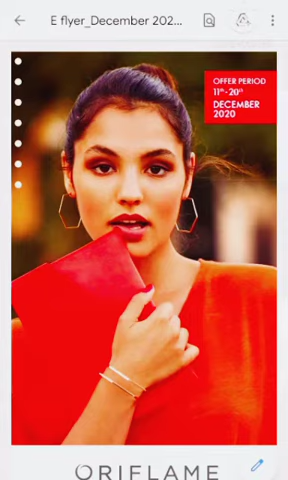 E flyer_December 202...
OFFER PERIOD
11th-20th
DECEMBER
2020
ORIFLAME